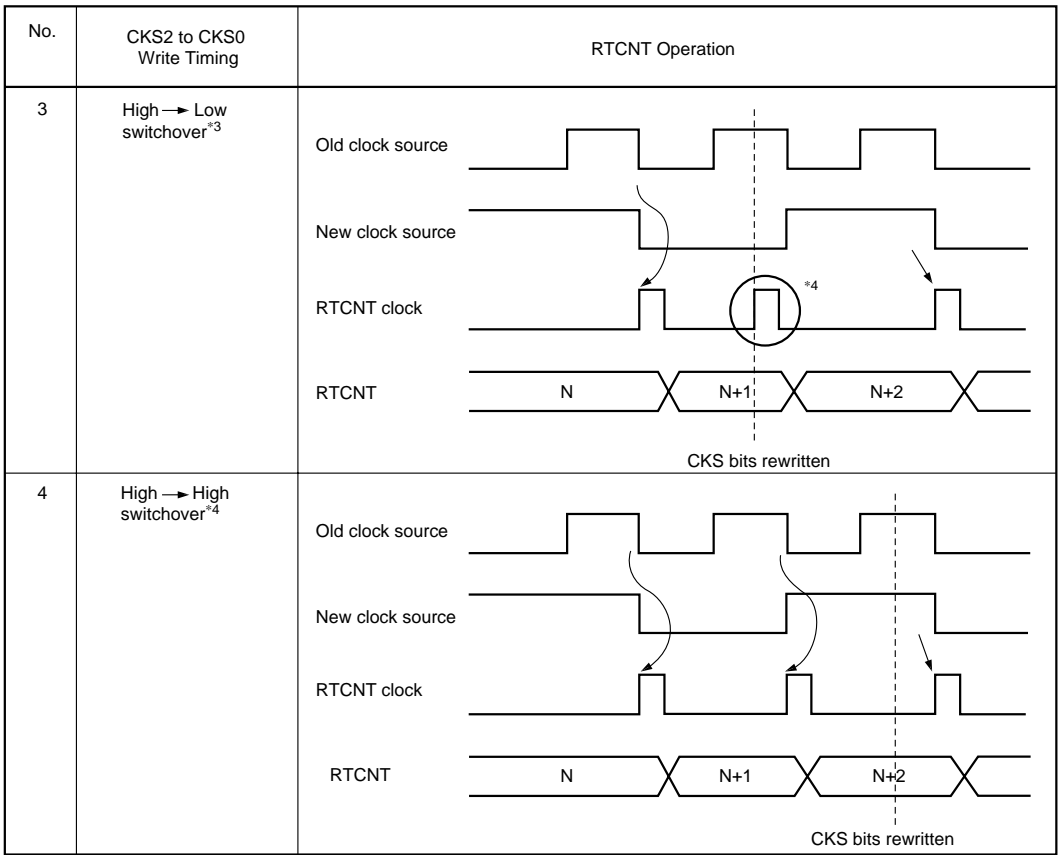 No.
CKS2 to CKS0
Write Timing
RTCNT Operation
3
High → Low
switchover*3
Old clock source
New clock source
RTCNT clock
*4
RTCNT
N
N+1
N+2
CKS bits rewritten
4
High → High
switchover*4
Old clock source
New clock source
RTCNT clock
RTCNT
N
N+1
N+2
CKS bits rewritten